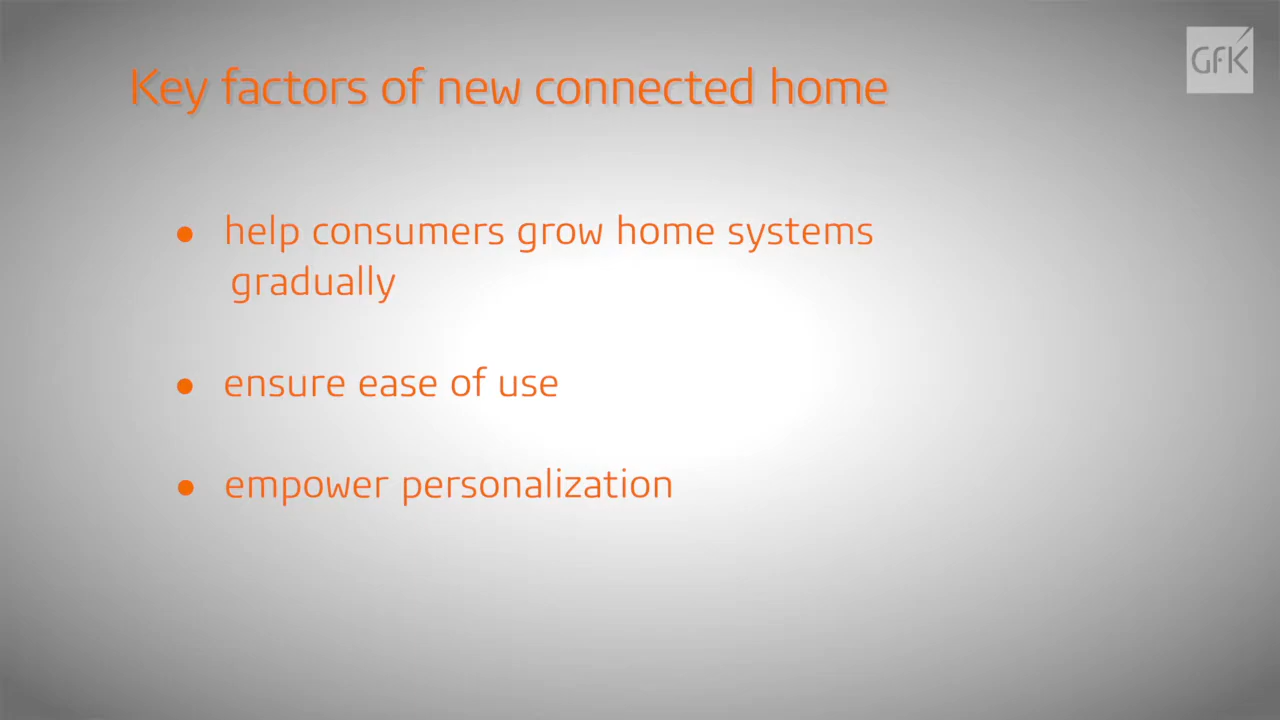 GfK
Key factors of new connected home
● help consumers grow home systems
gradually
● ensure ease of use
● empower personalization